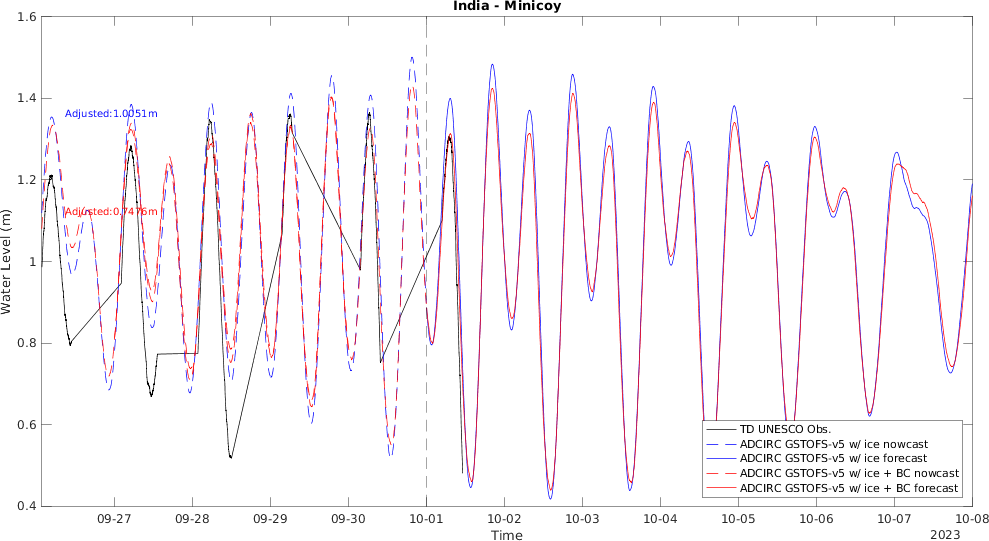 India - Minicoy
1.6
1.4
1.2
1
0.8
0.6
0.4
Water Level (m)
Adjusted:1.0051m
Adjusted:0.7476m
TD UNESCO Obs.
ADCIRC GSTOFS-v5 w/ ice nowcast
ADCIRC GSTOFS-v5 w/ ice forecast
ADCIRC GSTOFS-v5 w/ ice + BC nowcast
ADCIRC GSTOFS-v5 w/ ice + BC forecast
09-27 09-28 09-29 09-30 10-01 10-02 10-03 10-04 10-05 10-06 10-07 10-08
Time
2023